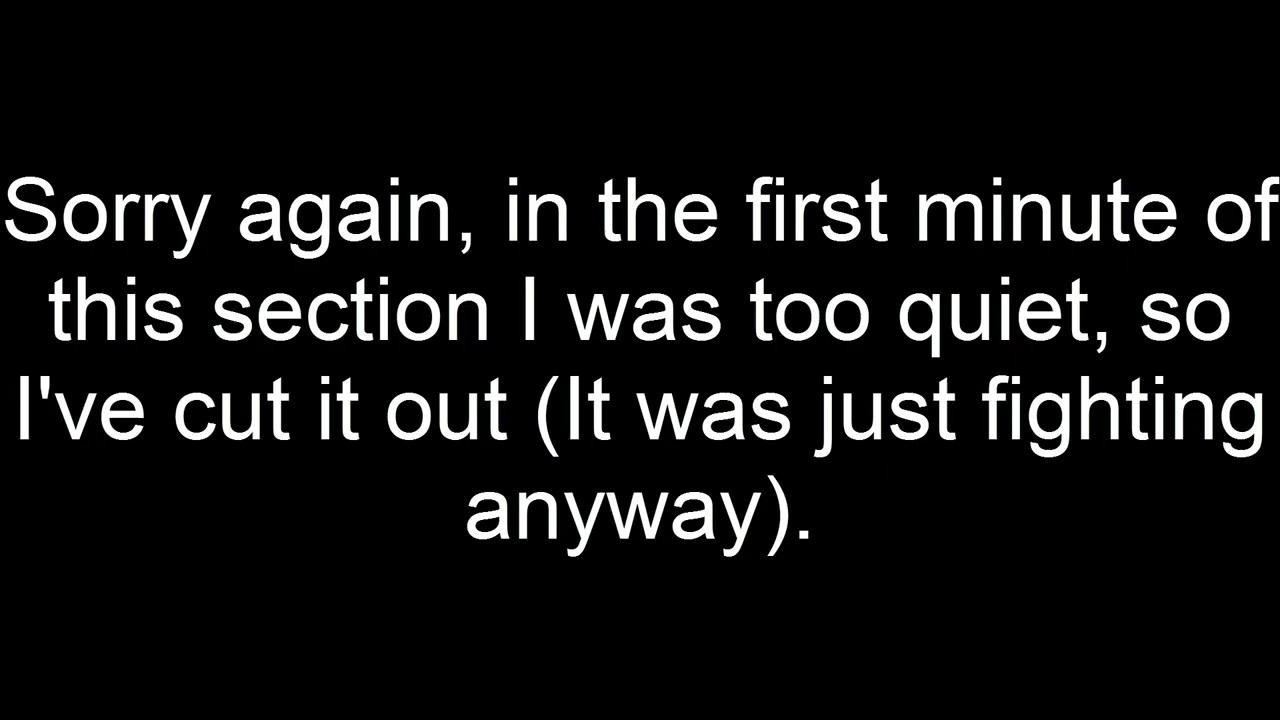 Sorry again, in the first minute of
this section I was too quiet, so
I've cut it out (It was just fighting
anyway).